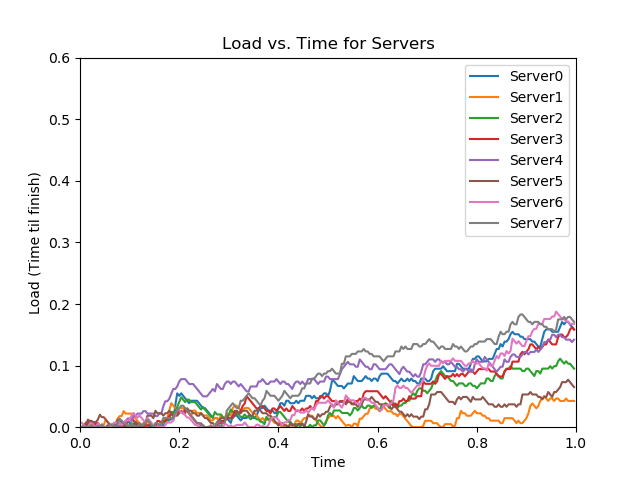 Load vs. Time for Servers
0.6
0.5
0.4
0.3
0.2
0.1
0.0
Load (Time til finish)
Server0
Server1
Server2
Server3
Server4
Server5
Server6
Server7
0.0 0.2 0.4 0.6 0.8 1.0
Time